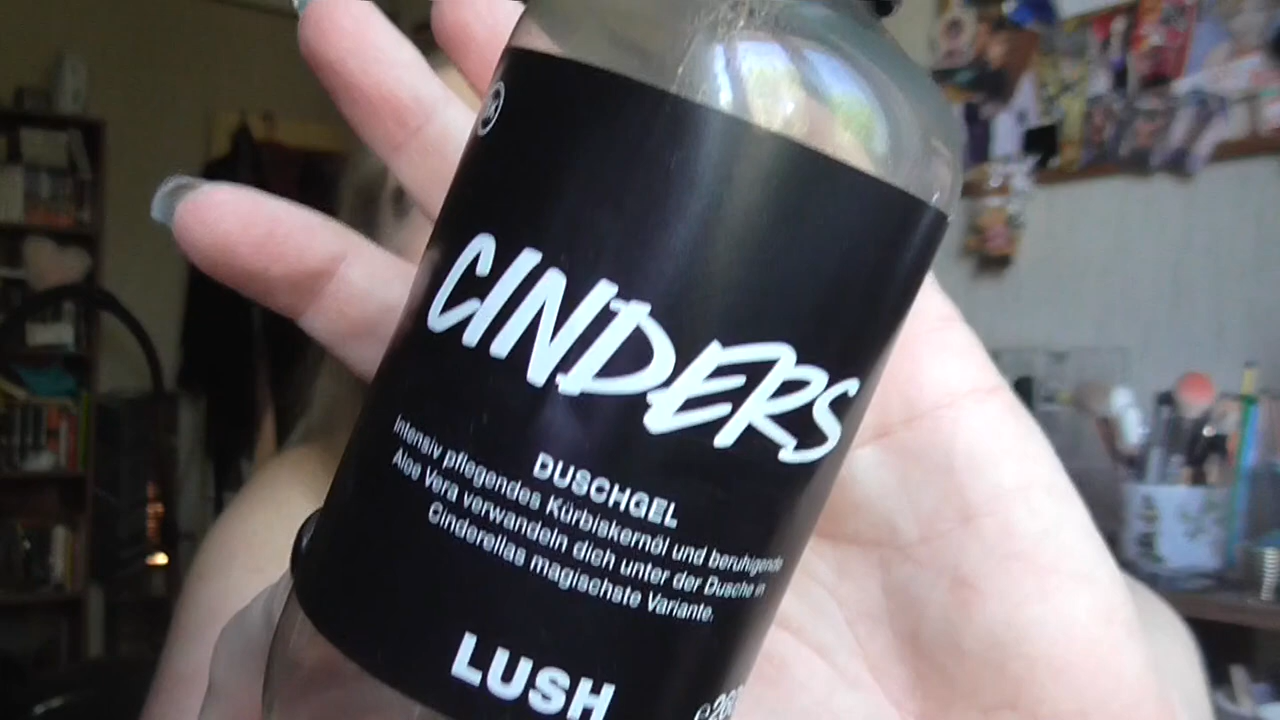 CINDERS
DUSCHGEL
Intensiv pflegendes Kürbiskernöl und beruhigende
Aloe Vera verwandeln dich unter der Dusche in
Cinderellas magischste Variante.
LUSH